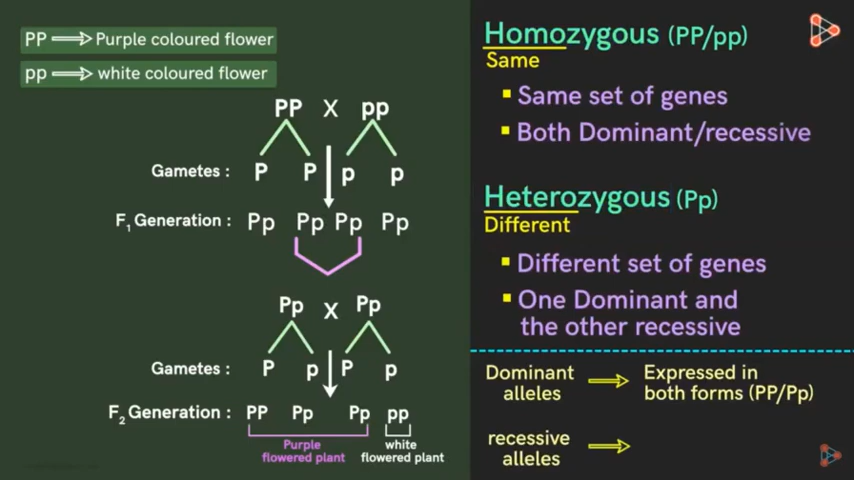 PP ⟹ Purple coloured flower
pp ⟹ white coloured flower
PP X pp
Gametes : P P p p
F₁ Generation : Pp Pp Pp Pp
Pp X Pp
Gametes : P p P p
F₂ Generation : PP Pp Pp pp
Purple
flowered plant
white
flowered plant
Homozygous (PP/pp)
Same
▪ Same set of genes
▪ Both Dominant/recessive
Heterozygous (Pp)
Different
▪ Different set of genes
▪ One Dominant and
the other recessive
Dominant
alleles
⟹ Expressed in
both forms (PP/Pp)
recessive
alleles ⟹